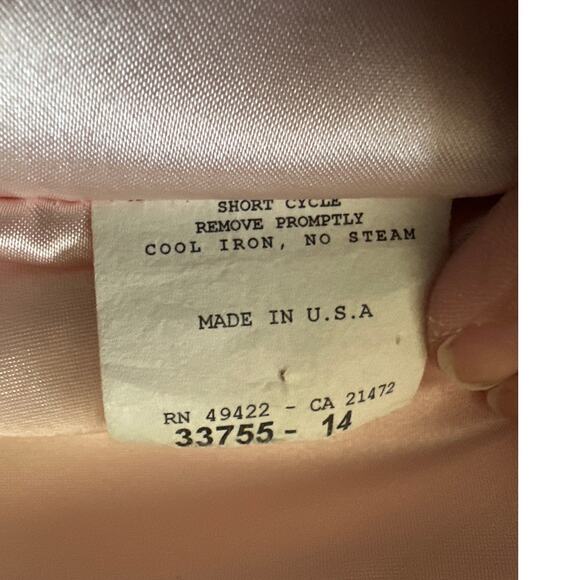 SHORT CYCLE
REMOVE PROMPTLY
COOL IRON, NO STEAM
MADE IN U.S.A
RN 49422 - CA 21472
33755 - 14